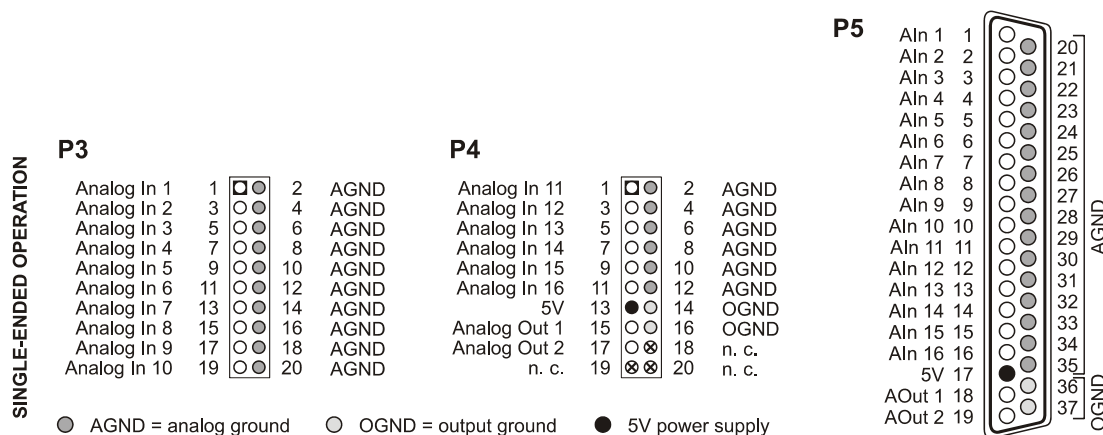 SINGLE-ENDED OPERATION
P3
Analog In 1 1 2 AGND
Analog In 2 3 4 AGND
Analog In 3 5 6 AGND
Analog In 4 7 8 AGND
Analog In 5 9 10 AGND
Analog In 6 11 12 AGND
Analog In 7 13 14 AGND
Analog In 8 15 16 AGND
Analog In 9 17 18 AGND
Analog In 10 19 20 AGND
P4
Analog In 11 1 2 AGND
Analog In 12 3 4 AGND
Analog In 13 5 6 AGND
Analog In 14 7 8 AGND
Analog In 15 9 10 AGND
Analog In 16 11 12 AGND
5V 13 14 OGND
Analog Out 1 15 16 OGND
Analog Out 2 17 18 n. c.
n. c. 19 20 n. c.
P5
AIn 1 1
AIn 2 2
AIn 3 3
AIn 4 4
AIn 5 5
AIn 6 6
AIn 7 7
AIn 8 8
AIn 9 9
AIn 10 10
AIn 11 11
AIn 12 12
AIn 13 13
AIn 14 14
AIn 15 15
AIn 16 16
5V 17
AOut 1 18
AOut 2 19
20
21
22
23
24
25
26
27
28
29
30
31
32
33
34
35
36
37
AGND
OGND
AGND = analog ground
OGND = output ground
5V power supply